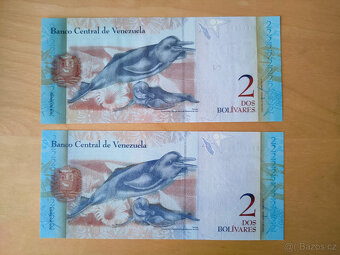 Banco Central de Venezuela
2
DOS
BOLÍVARES
Banco Central de Venezuela
2
DOS
BOLÍVARES
© Bazos.cz